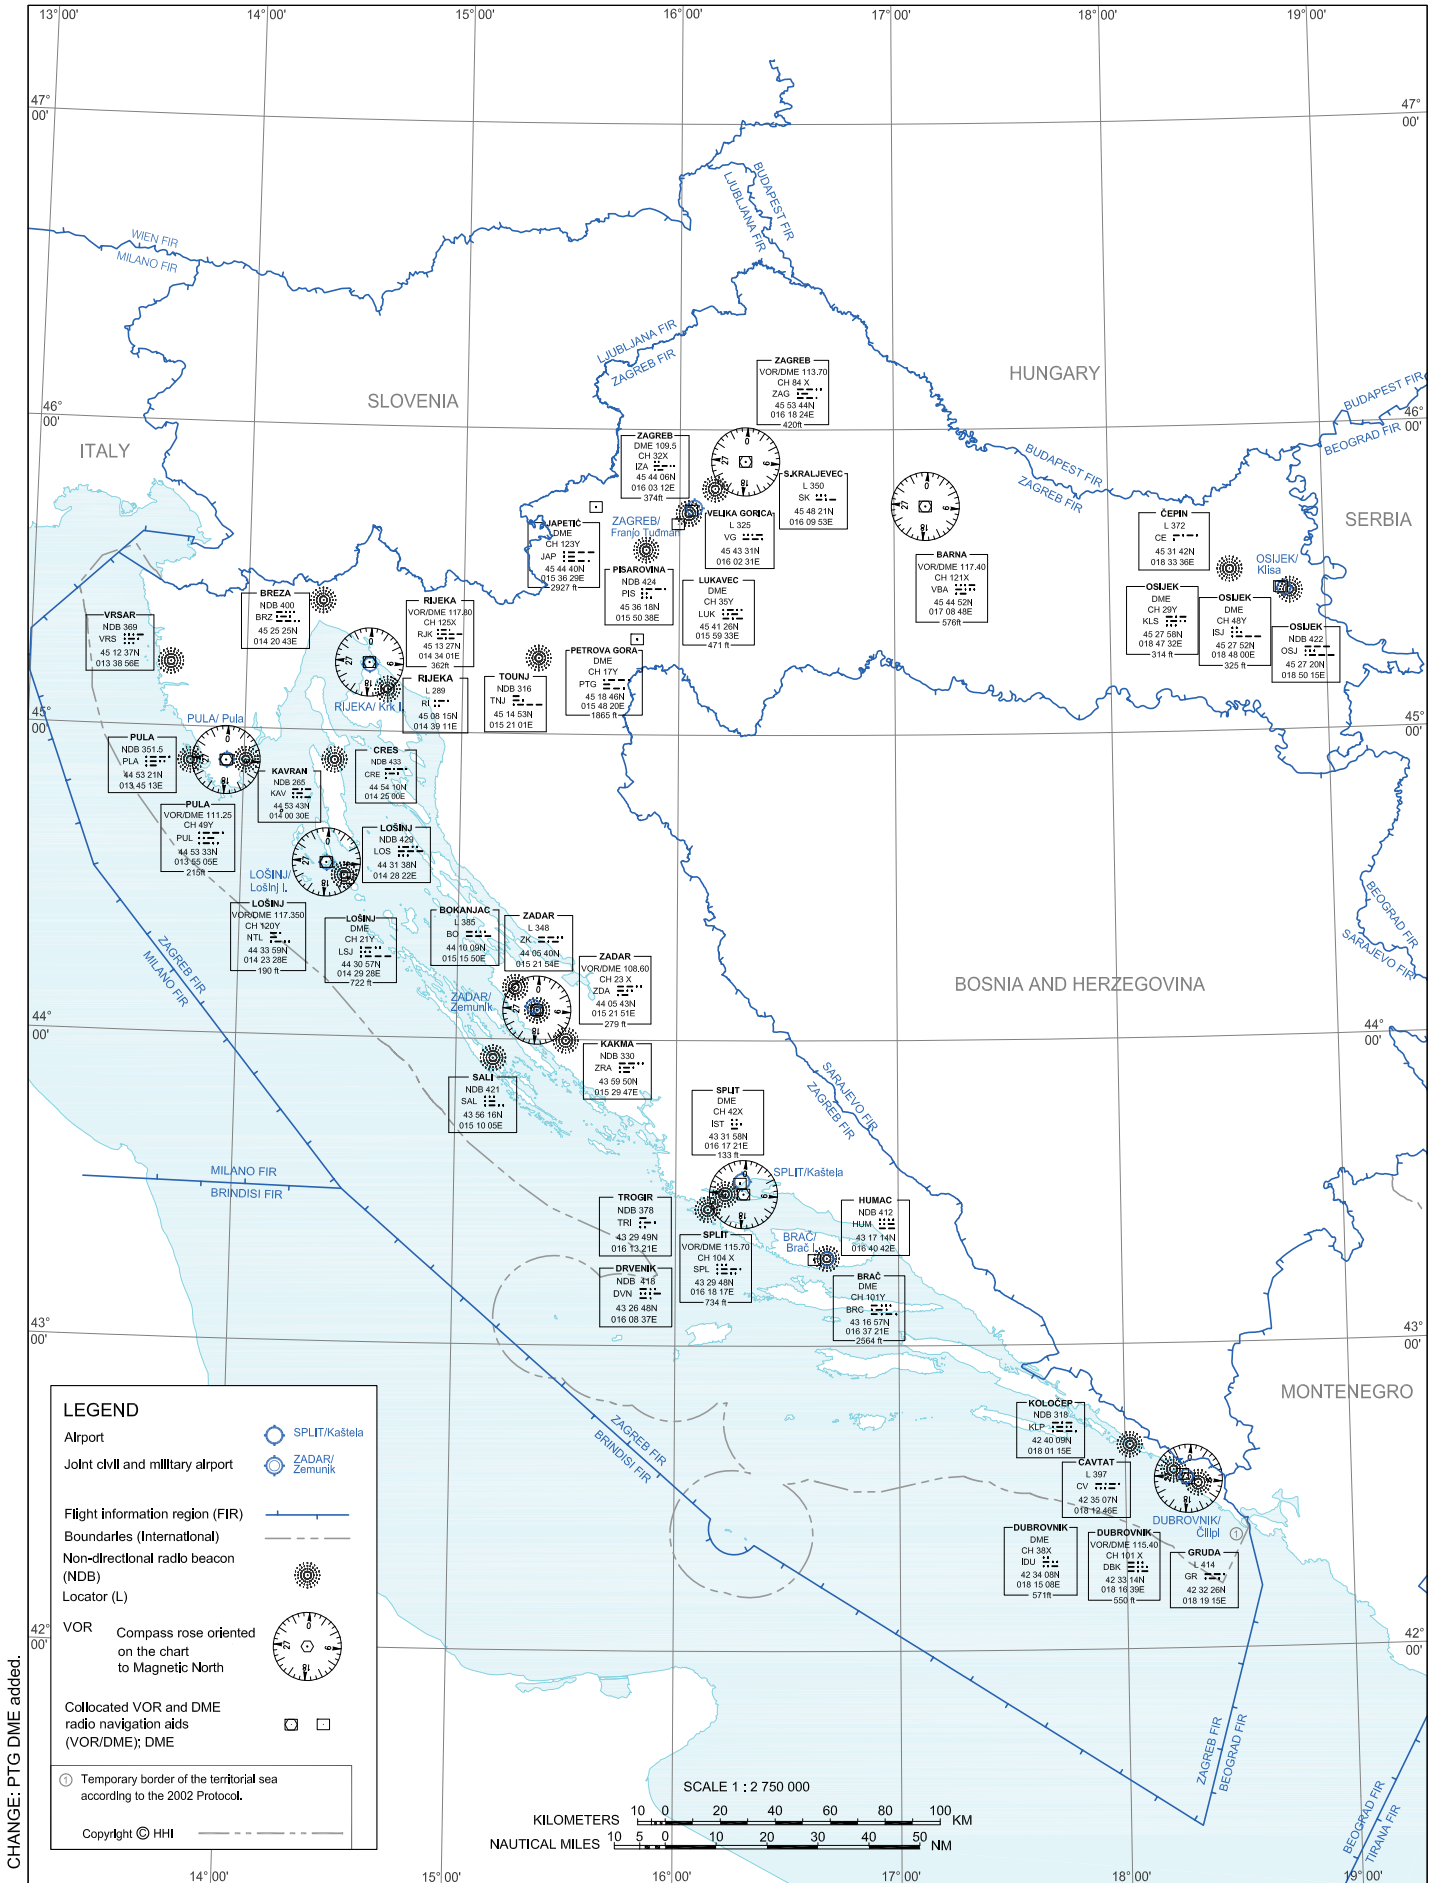 13° 00'
14° 00'
15° 00'
16° 00'
17° 00'
18° 00'
19° 00'
47°
00'
47°
00'
WIEN FIR
MILANO FIR
BUDAPEST FIR
LJUBLJANA FIR
LJUBLJANA FIR
ZAGREB FIR
SLOVENIA
HUNGARY
ITALY
SERBIA
46°
00'
46°
00'
BUDAPEST FIR
BEOGRAD FIR
BUDAPEST FIR
ZAGREB FIR
ZAGREB
VOR/DME 113.70
CH 84 X
ZAG
45 53 44N
016 18 24E
420ft
ZAGREB
DME 109.5
CH 32X
IZA
45 44 06N
016 03 12E
374ft
S.KRALJEVEC
L 350
SK
45 48 21N
016 09 53E
VELIKA GORICA
L 325
VG
45 43 31N
016 02 31E
ZAGREB/
Franjo Tuđman
JAPETIĆ
DME
CH 123Y
JAP
45 44 40N
015 36 29E
2927 ft
PISAROVINA
NDB 424
PIS
45 36 18N
015 50 38E
LUKAVEC
DME
CH 35Y
LUK
45 41 26N
015 59 33E
471 ft
BARNA
VOR/DME 117.40
CH 121X
VBA
45 44 52N
017 08 48E
576ft
ČEPIN
L 372
CE
45 31 42N
018 33 36E
OSIJEK/
Klisa
OSIJEK
DME
CH 29Y
KLS
45 27 58N
018 47 32E
314 ft
OSIJEK
DME
CH 48Y
ISJ
45 27 52N
018 48 00E
325 ft
OSIJEK
NDB 422
OSJ
45 27 20N
018 50 15E
BREZA
NDB 400
BRZ
45 25 25N
014 20 43E
VRSAR
NDB 369
VRS
45 12 37N
013 38 56E
RIJEKA
VOR/DME 117.80
CH 125X
RJK
45 13 27N
014 34 01E
362ft
RIJEKA/ Krk I.
RIJEKA
L 289
RI
45 08 15N
014 39 11E
TOUNJ
NDB 316
TNJ
45 14 53N
015 21 01E
PETROVA GORA
DME
CH 17Y
PTG
45 18 46N
015 48 20E
1865 ft
45°
00'
45°
00'
PULA/ Pula
PULA
NDB 351.5
PLA
44 53 21N
013 45 13E
PULA
VOR/DME 111.25
CH 49Y
PUL
44 53 33N
013 55 05E
215ft
KAVRAN
NDB 265
KAV
44 53 43N
014 00 30E
CRES
NDB 433
CRE
44 54 10N
014 25 00E
LOŠINJ
NDB 429
LOS
44 31 38N
014 28 22E
LOŠINJ/
Lošinj I.
LOŠINJ
VOR/DME 117.350
CH 120Y
NTL
44 33 59N
014 23 28E
190 ft
LOŠINJ
DME
CH 21Y
LSJ
44 30 57N
014 29 28E
722 ft
BOKANJAC
L 385
BO
44 10 09N
015 15 50E
ZADAR
L 348
ZK
44 05 40N
015 21 54E
ZADAR
VOR/DME 108.60
CH 23 X
ZDA
44 05 43N
015 21 51E
279 ft
ZADAR/
Zemunik
KAKMA
NDB 330
ZRA
43 59 50N
015 29 47E
SALI
NDB 421
SAL
43 56 16N
015 10 05E
ZAGREB FIR
MILANO FIR
BOSNIA AND HERZEGOVINA
BEOGRAD FIR
SARAJEVO FIR
44°
00'
44°
00'
SARAJEVO FIR
ZAGREB FIR
MILANO FIR
BRINDISI FIR
SPLIT
DME
CH 42X
IST
43 31 58N
016 17 21E
133 ft
SPLIT/Kaštela
TROGIR
NDB 378
TRI
43 29 49N
016 13 21E
SPLIT
VOR/DME 115.70
CH 104 X
SPL
43 29 48N
016 18 17E
734 ft
DRVENIK
NDB 418
DVN
43 26 48N
016 08 37E
BRAČ/
Brač I.
HUMAC
NDB 412
HUM
43 17 14N
016 40 42E
BRAČ
DME
CH 101Y
BRC
43 16 57N
016 37 21E
2564 ft
43°
00'
43°
00'
MONTENEGRO
ZAGREB FIR
BRINDISI FIR
KOLOČEP
NDB 318
KLP
42 40 09N
018 01 15E
CAVTAT
L 397
CV
42 35 07N
018 12 46E
DUBROVNIK/
Čilipi
1
DUBROVNIK
DME
CH 38X
IDU
42 34 08N
018 15 08E
571ft
DUBROVNIK
VOR/DME 115.40
CH 101 X
DBK
42 33 14N
018 16 39E
550 ft
GRUDA
L 414
GR
42 32 26N
018 19 15E
42°
00'
42°
00'
ZAGREB FIR
BEOGRAD FIR
BEOGRAD FIR
TIRANA FIR
LEGEND
Airport
SPLIT/Kaštela
Joint civil and military airport
ZADAR/
Zemunik
Flight information region (FIR)
Boundaries (International)
Non-directional radio beacon
(NDB)
Locator (L)
VOR
Compass rose oriented
on the chart
to Magnetic North
Collocated VOR and DME
radio navigation aids
(VOR/DME); DME
1 Temporary border of the territorial sea
according to the 2002 Protocol.
Copyright © HHI
SCALE 1 : 2 750 000
KILOMETERS 10 0 20 40 60 80 100 KM
NAUTICAL MILES 10 5 0 10 20 30 40 50 NM
14° 00'
15° 00'
16° 00'
17° 00'
18° 00'
19° 00'
CHANGE: PTG DME added.